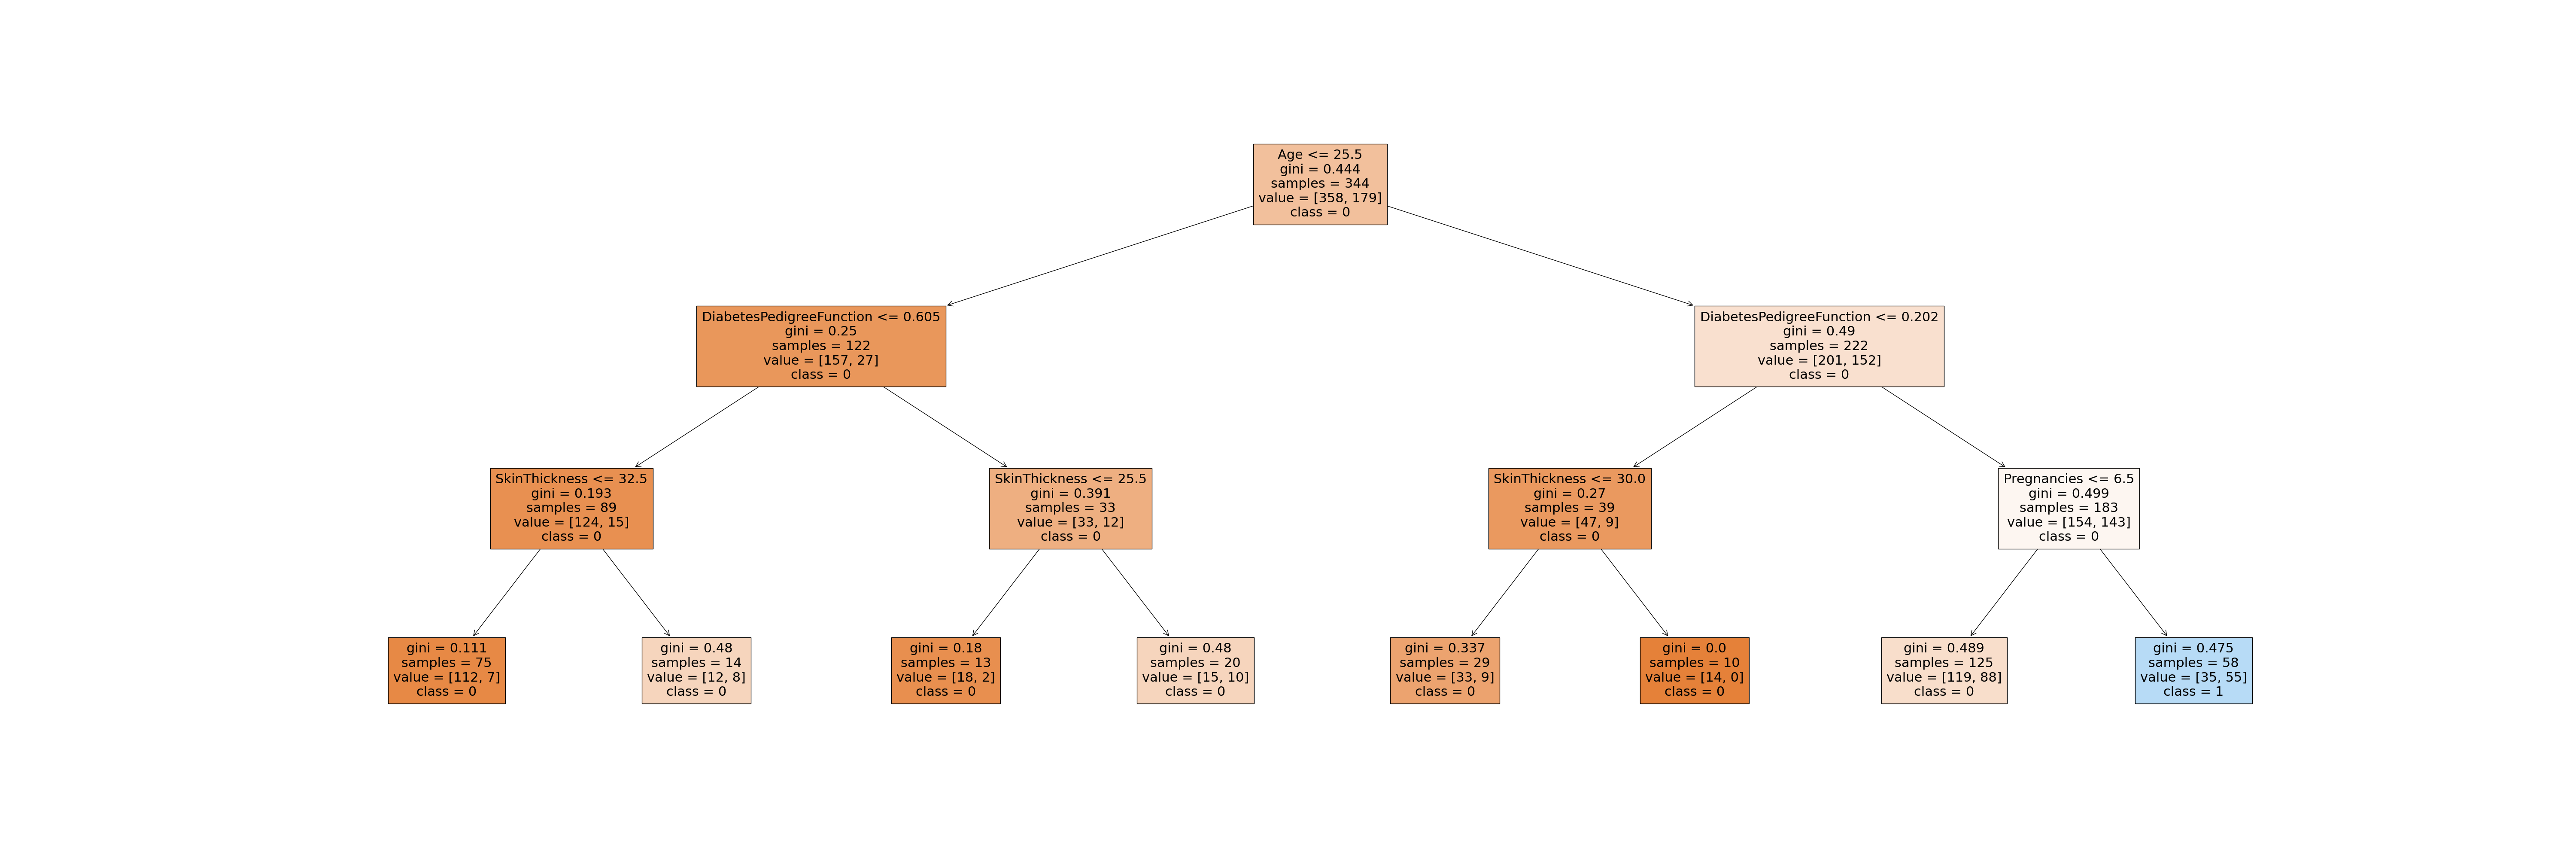 Age <= 25.5
gini = 0.444
samples = 344
value = [358, 179]
class = 0
DiabetesPedigreeFunction <= 0.605
gini = 0.25
samples = 122
value = [157, 27]
class = 0
DiabetesPedigreeFunction <= 0.202
gini = 0.49
samples = 222
value = [201, 152]
class = 0
SkinThickness <= 32.5
gini = 0.193
samples = 89
value = [124, 15]
class = 0
SkinThickness <= 25.5
gini = 0.391
samples = 33
value = [33, 12]
class = 0
SkinThickness <= 30.0
gini = 0.27
samples = 39
value = [47, 9]
class = 0
Pregnancies <= 6.5
gini = 0.499
samples = 183
value = [154, 143]
class = 0
gini = 0.111
samples = 75
value = [112, 7]
class = 0
gini = 0.48
samples = 14
value = [12, 8]
class = 0
gini = 0.18
samples = 13
value = [18, 2]
class = 0
gini = 0.48
samples = 20
value = [15, 10]
class = 0
gini = 0.337
samples = 29
value = [33, 9]
class = 0
gini = 0.0
samples = 10
value = [14, 0]
class = 0
gini = 0.489
samples = 125
value = [119, 88]
class = 0
gini = 0.475
samples = 58
value = [35, 55]
class = 1